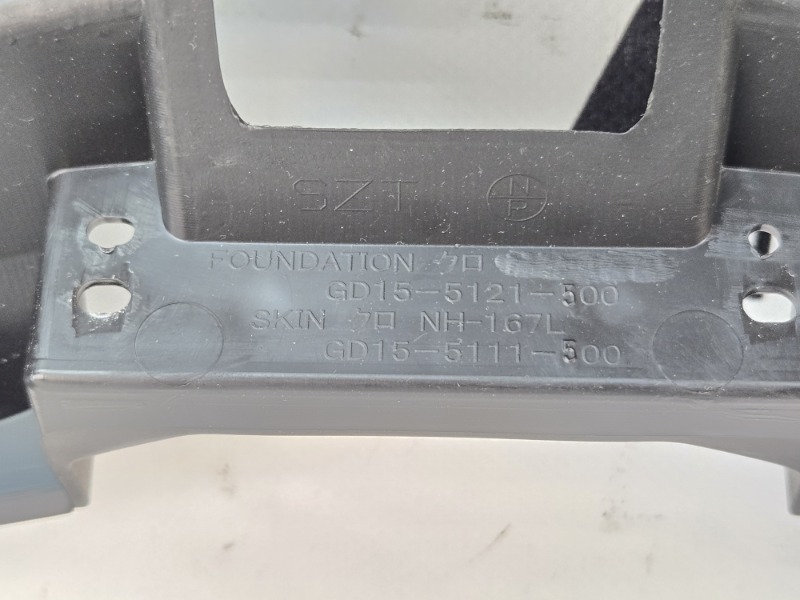 SZT
N
P
FOUNDATION クロ
GD15-5121-500
SKIN クロ NH-167L
GD15-5111-500